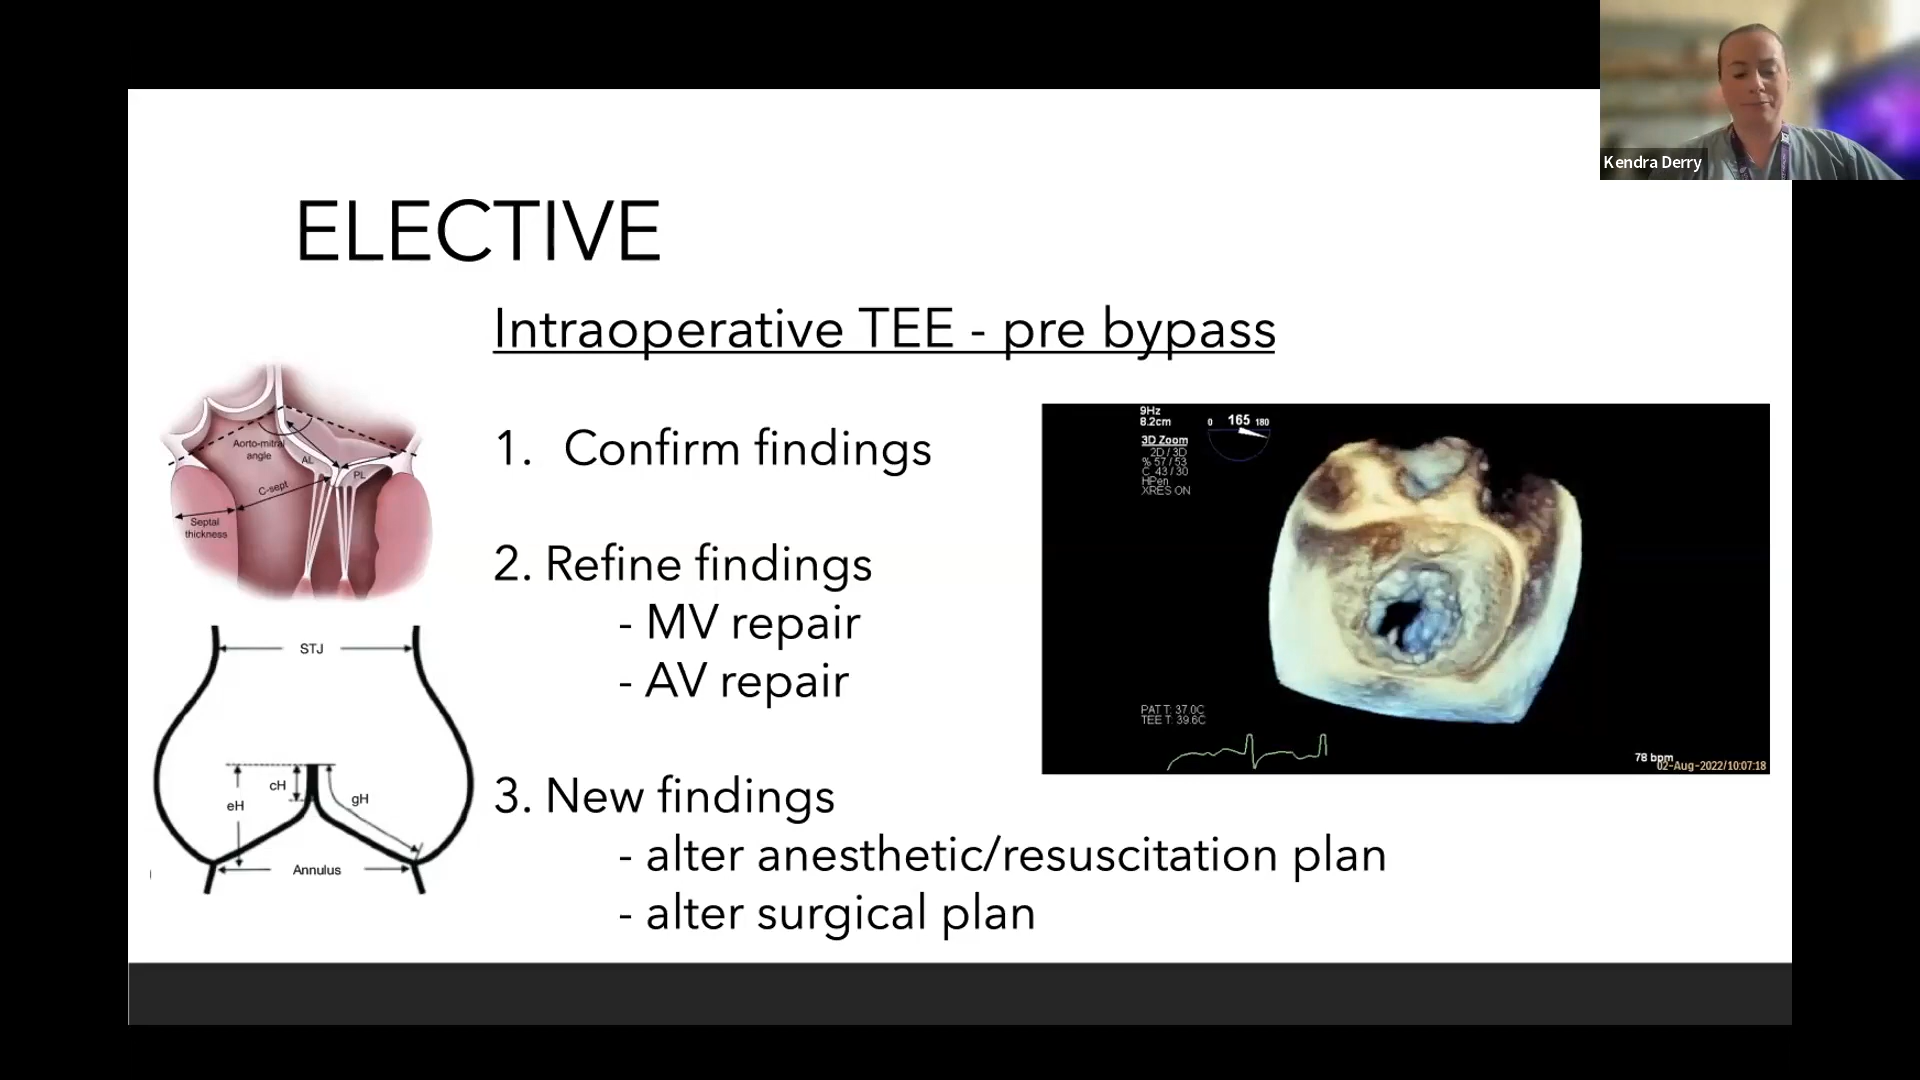 Kendra Derry
ELECTIVE
Intraoperative TEE - pre bypass
1. Confirm findings
2. Refine findings
- MV repair
- AV repair
3. New findings
- alter anesthetic/resuscitation plan
- alter surgical plan
Aorto-mitral
angle
AL
PL
C-sept
Septal
thickness
STJ
cH
eH
gH
Annulus
9Hz
8.2cm
0 165 180
3D Zoom
2D / 3D
% 57 / 53
C 43 / 30
HPen
XRES ON
PAT T: 37.0C
TEE T: 39.6C
78 bpm
02-Aug-2022/10:07:18